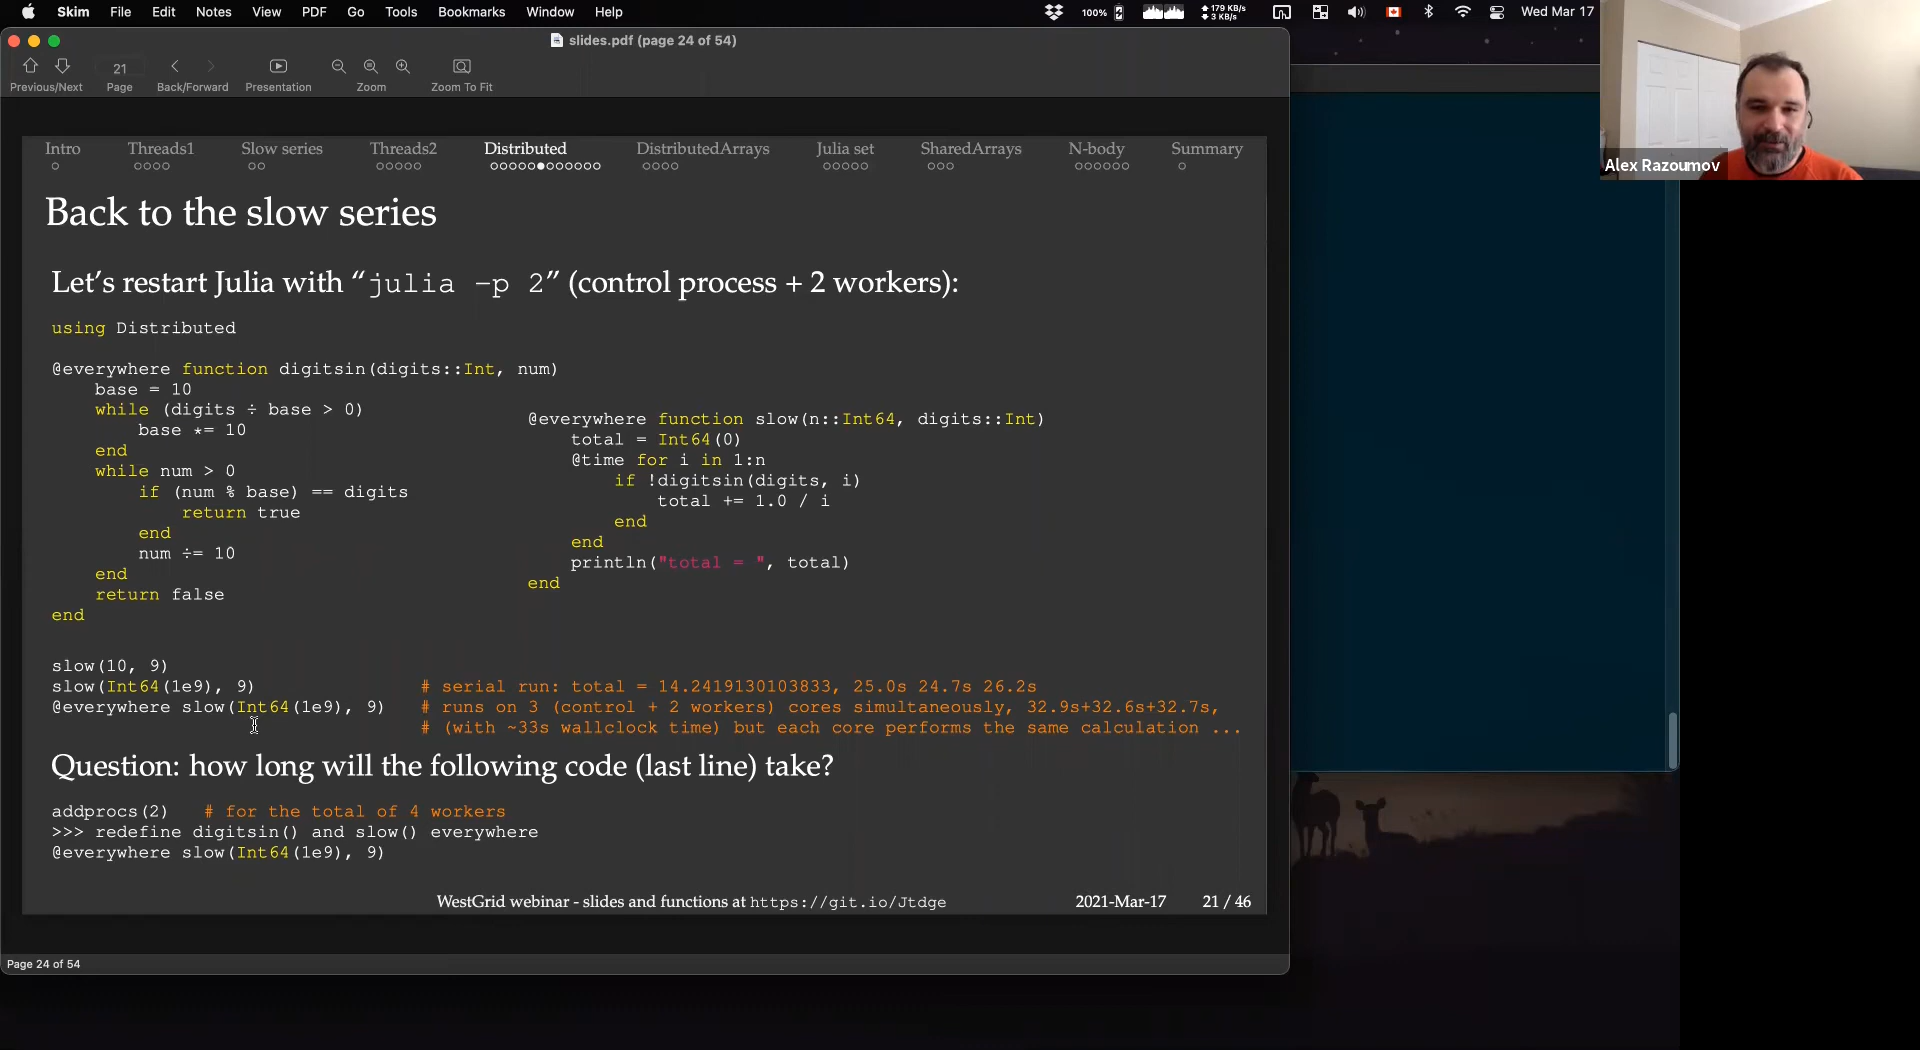 Skim File Edit Notes View PDF Go Tools Bookmarks Window Help
100% 179 KB/s 3 KB/s Wed Mar 17
slides.pdf (page 24 of 54)
21
Previous/Next Page Back/Forward Presentation Zoom Zoom To Fit
Alex Razoumov
Intro Threads1 Slow series Threads2 Distributed DistributedArrays Julia set SharedArrays N-body Summary
Back to the slow series
Let's restart Julia with “julia -p 2” (control process + 2 workers):
using Distributed
@everywhere function digitsin(digits::Int, num)
base = 10
while (digits ÷ base > 0)
base *= 10
end
while num > 0
if (num % base) == digits
return true
end
num ÷= 10
end
return false
end
@everywhere function slow(n::Int64, digits::Int)
total = Int64(0)
@time for i in 1:n
if !digitsin(digits, i)
total += 1.0 / i
end
end
println("total = ", total)
end
slow(10, 9)
slow(Int64(1e9), 9) # serial run: total = 14.2419130103833, 25.0s 24.7s 26.2s
@everywhere slow(Int64(1e9), 9) # runs on 3 (control + 2 workers) cores simultaneously, 32.9s+32.6s+32.7s,
# (with ~33s wallclock time) but each core performs the same calculation ...
Question: how long will the following code (last line) take?
addprocs(2) # for the total of 4 workers
>>> redefine digitsin() and slow() everywhere
@everywhere slow(Int64(1e9), 9)
WestGrid webinar - slides and functions at https://git.io/Jtdge 2021-Mar-17 21 / 46
Page 24 of 54